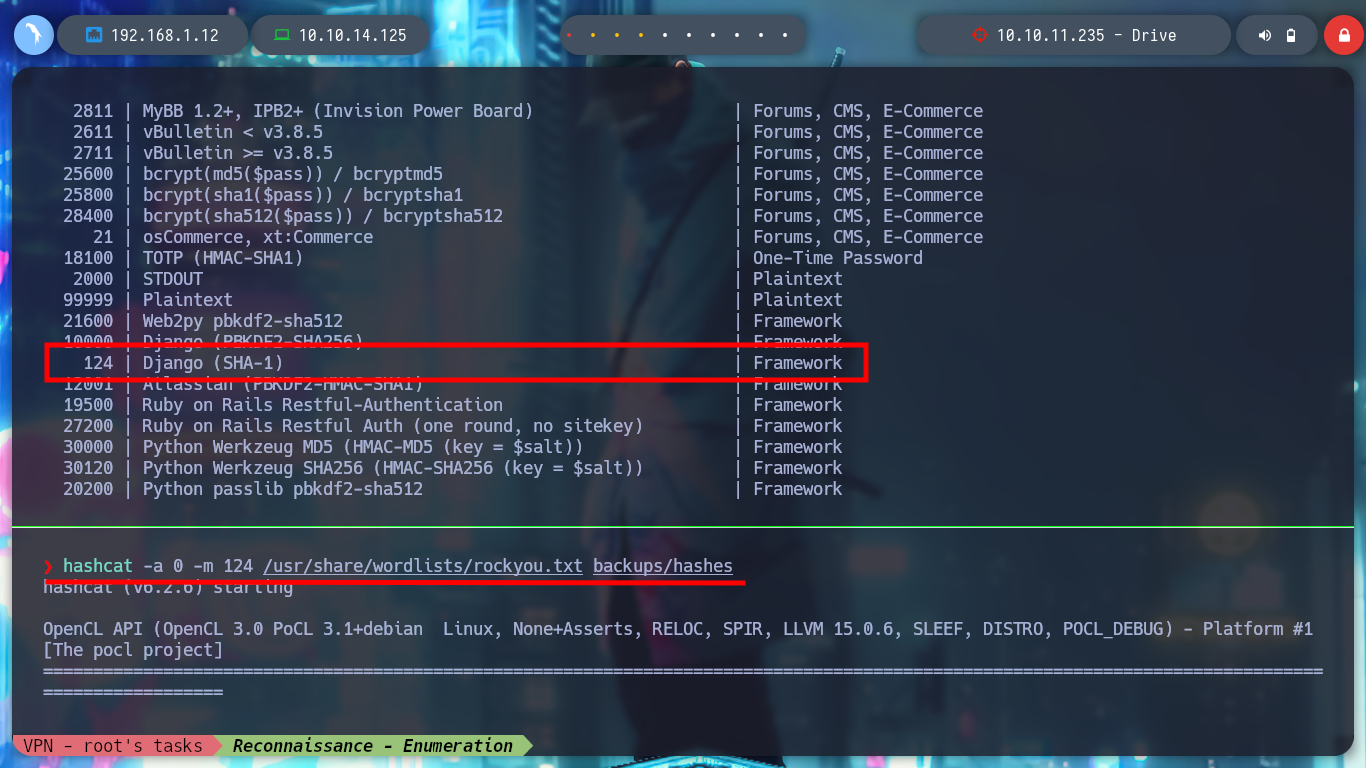 192.168.1.12 10.10.14.125 10.10.11.235 - Drive
2811 | MyBB 1.2+, IPB2+ (Invision Power Board) | Forums, CMS, E-Commerce
2611 | vBulletin < v3.8.5 | Forums, CMS, E-Commerce
2711 | vBulletin >= v3.8.5 | Forums, CMS, E-Commerce
25600 | bcrypt(md5($pass)) / bcryptmd5 | Forums, CMS, E-Commerce
25800 | bcrypt(sha1($pass)) / bcryptsha1 | Forums, CMS, E-Commerce
28400 | bcrypt(sha512($pass)) / bcryptsha512 | Forums, CMS, E-Commerce
21 | osCommerce, xt:Commerce | Forums, CMS, E-Commerce
18100 | TOTP (HMAC-SHA1) | One-Time Password
2000 | STDOUT | Plaintext
99999 | Plaintext | Plaintext
21600 | Web2py pbkdf2-sha512 | Framework
10000 | Django (PBKDF2-SHA256) | Framework
124 | Django (SHA-1) | Framework
12001 | Atlassian (PBKDF2-HMAC-SHA1) | Framework
19500 | Ruby on Rails Restful-Authentication | Framework
27200 | Ruby on Rails Restful Auth (one round, no sitekey) | Framework
30000 | Python Werkzeug MD5 (HMAC-MD5 (key = $salt)) | Framework
30120 | Python Werkzeug SHA256 (HMAC-SHA256 (key = $salt)) | Framework
20200 | Python passlib pbkdf2-sha512 | Framework
❯ hashcat -a 0 -m 124 /usr/share/wordlists/rockyou.txt backups/hashes
hashcat (v6.2.6) starting
OpenCL API (OpenCL 3.0 PoCL 3.1+debian  Linux, None+Asserts, RELOC, SPIR, LLVM 15.0.6, SLEEF, DISTRO, POCL_DEBUG) - Platform #1
[The pocl project]
================================================================================================================================
==================
VPN - root's tasks Reconnaissance - Enumeration